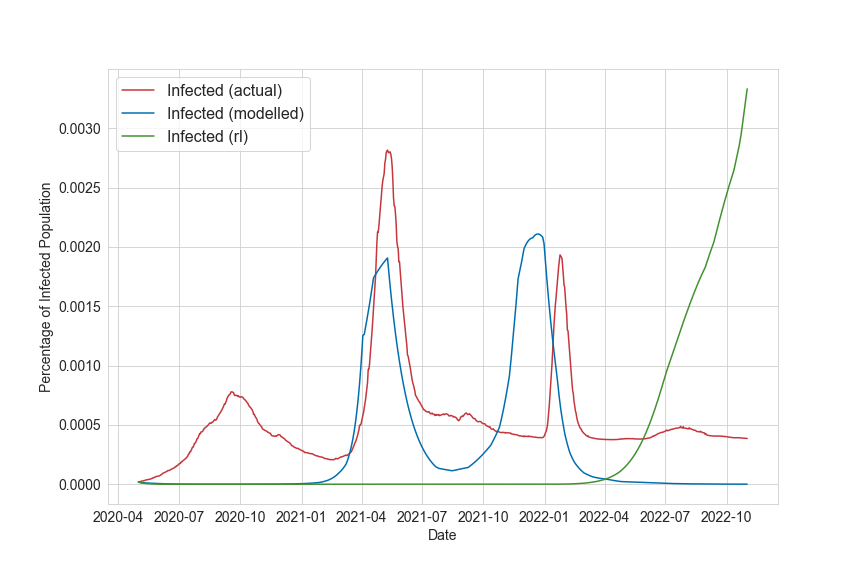 Infected (actual)
Infected (modelled)
Infected (rl)
Percentage of Infected Population
0.0030
0.0025
0.0020
0.0015
0.0010
0.0005
0.0000
2020-04 2020-07 2020-10 2021-01 2021-04 2021-07 2021-10 2022-01 2022-04 2022-07 2022-10
Date